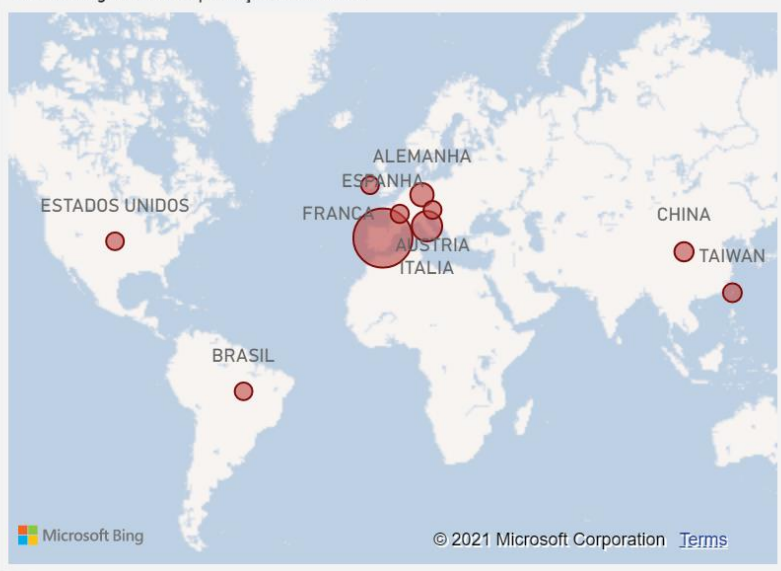 ALEMANHA
ESPANHA
ESTADOS UNIDOS
FRANCA
CHINA
AUSTRIA
TAIWAN
ITALIA
BRASIL
Microsoft Bing
© 2021 Microsoft Corporation Terms